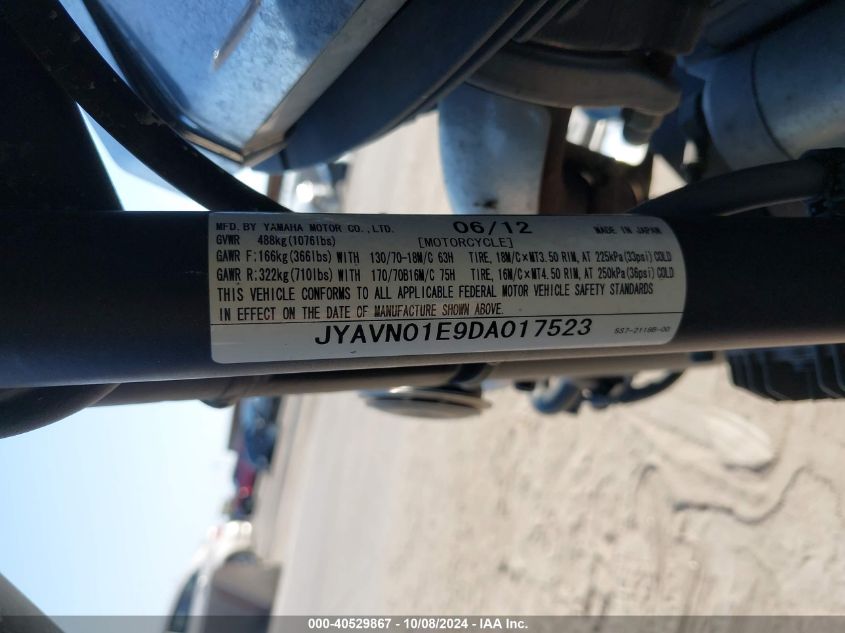 MFD.BY YAMAHA MOTOR CO.,LTD. 06/12 MADE IN JAPAN
GVWR 488kg(1076lbs) [MOTORCYCLE]
GAWR F:166kg(366lbs) WITH 130/70-18M/C 63H TIRE, 18M/C×MT3.50 RIM, AT 225kPa(33psi) COLD
GAWR R:322kg(710lbs) WITH 170/70B16M/C 75H TIRE, 16M/C×MT4.50 RIM, AT 250kPa(36psi) COLD
THIS VEHICLE CONFORMS TO ALL APPLICABLE FEDERAL MOTOR VEHICLE SAFETY STANDARDS
IN EFFECT ON THE DATE OF MANUFACTURE SHOWN ABOVE.
JYAVN01E9DA017523 5S7-2118B-00
000-40529867 - 10/08/2024 - IAA Inc.